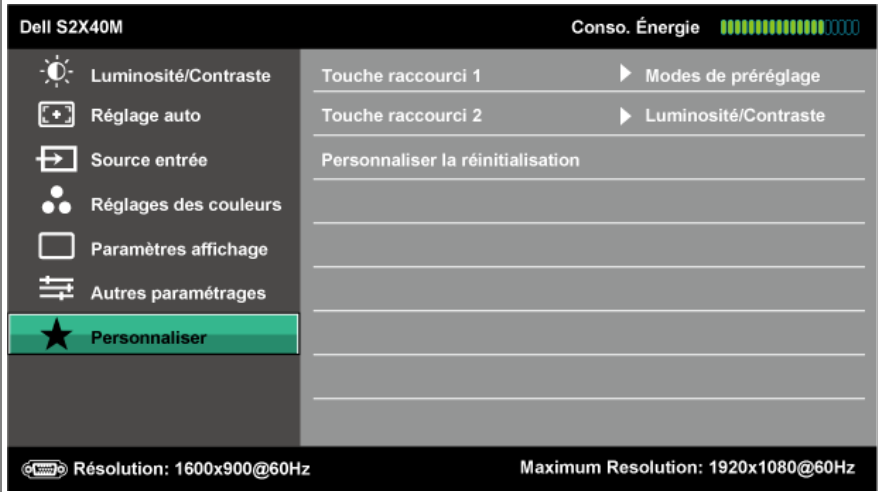 Dell S2X40M Conso. Énergie
Luminosité/Contraste Touche raccourci 1 Modes de préréglage
Réglage auto Touche raccourci 2 Luminosité/Contraste
Source entrée Personnaliser la réinitialisation
Réglages des couleurs
Paramètres affichage
Autres paramétrages
Personnaliser
Résolution: 1600x900@60Hz Maximum Resolution: 1920x1080@60Hz